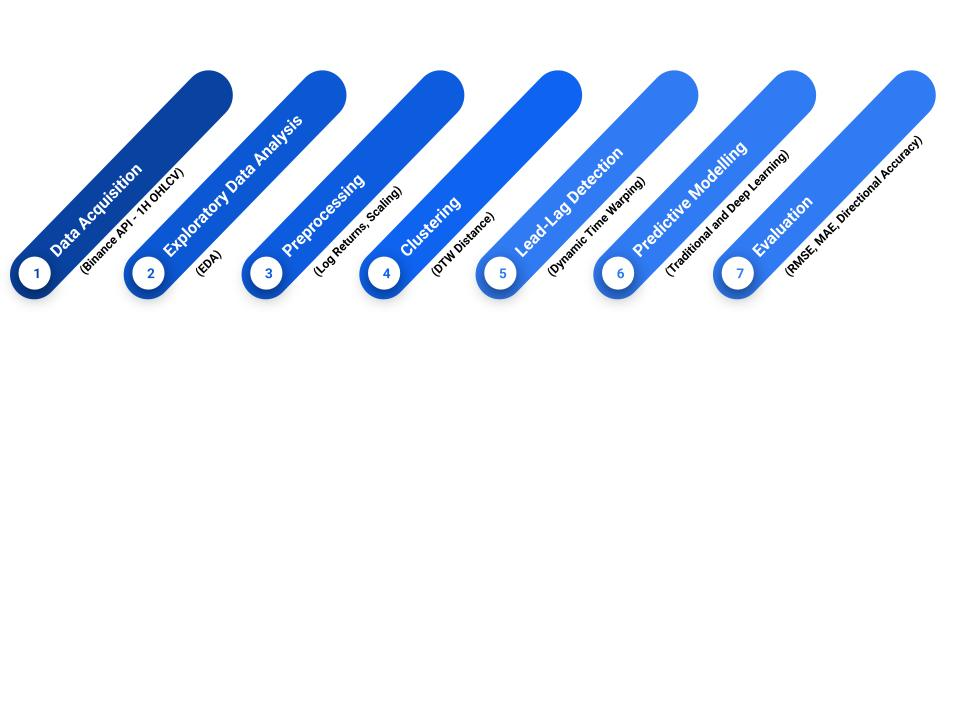 1
Data Acquisition
(Binance API - 1H OHLCV)
2
Exploratory Data Analysis
(EDA)
3
Preprocessing
(Log Returns, Scaling)
4
Clustering
(DTW Distance)
5
Lead-Lag Detection
(Dynamic Time Warping)
6
Predictive Modelling
(Traditional and Deep Learning)
7
Evaluation
(RMSE, MAE, Directional Accuracy)